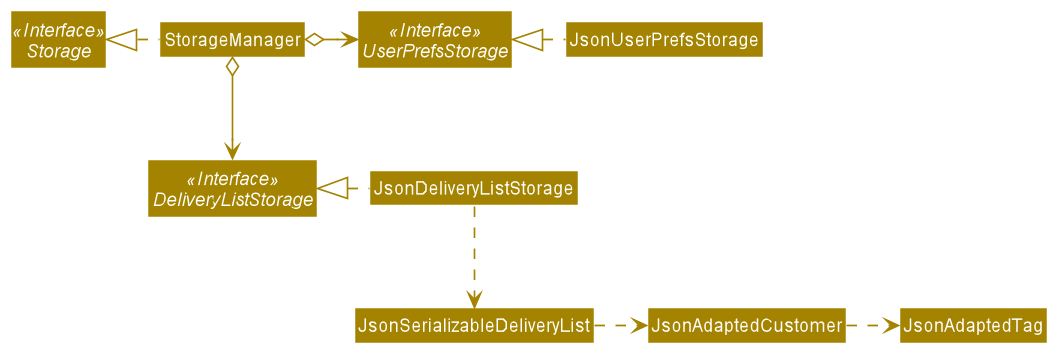 «Interface»
Storage
StorageManager
«Interface»
UserPrefsStorage
JsonUserPrefsStorage
«Interface»
DeliveryListStorage
JsonDeliveryListStorage
JsonSerializableDeliveryList
JsonAdaptedCustomer
JsonAdaptedTag